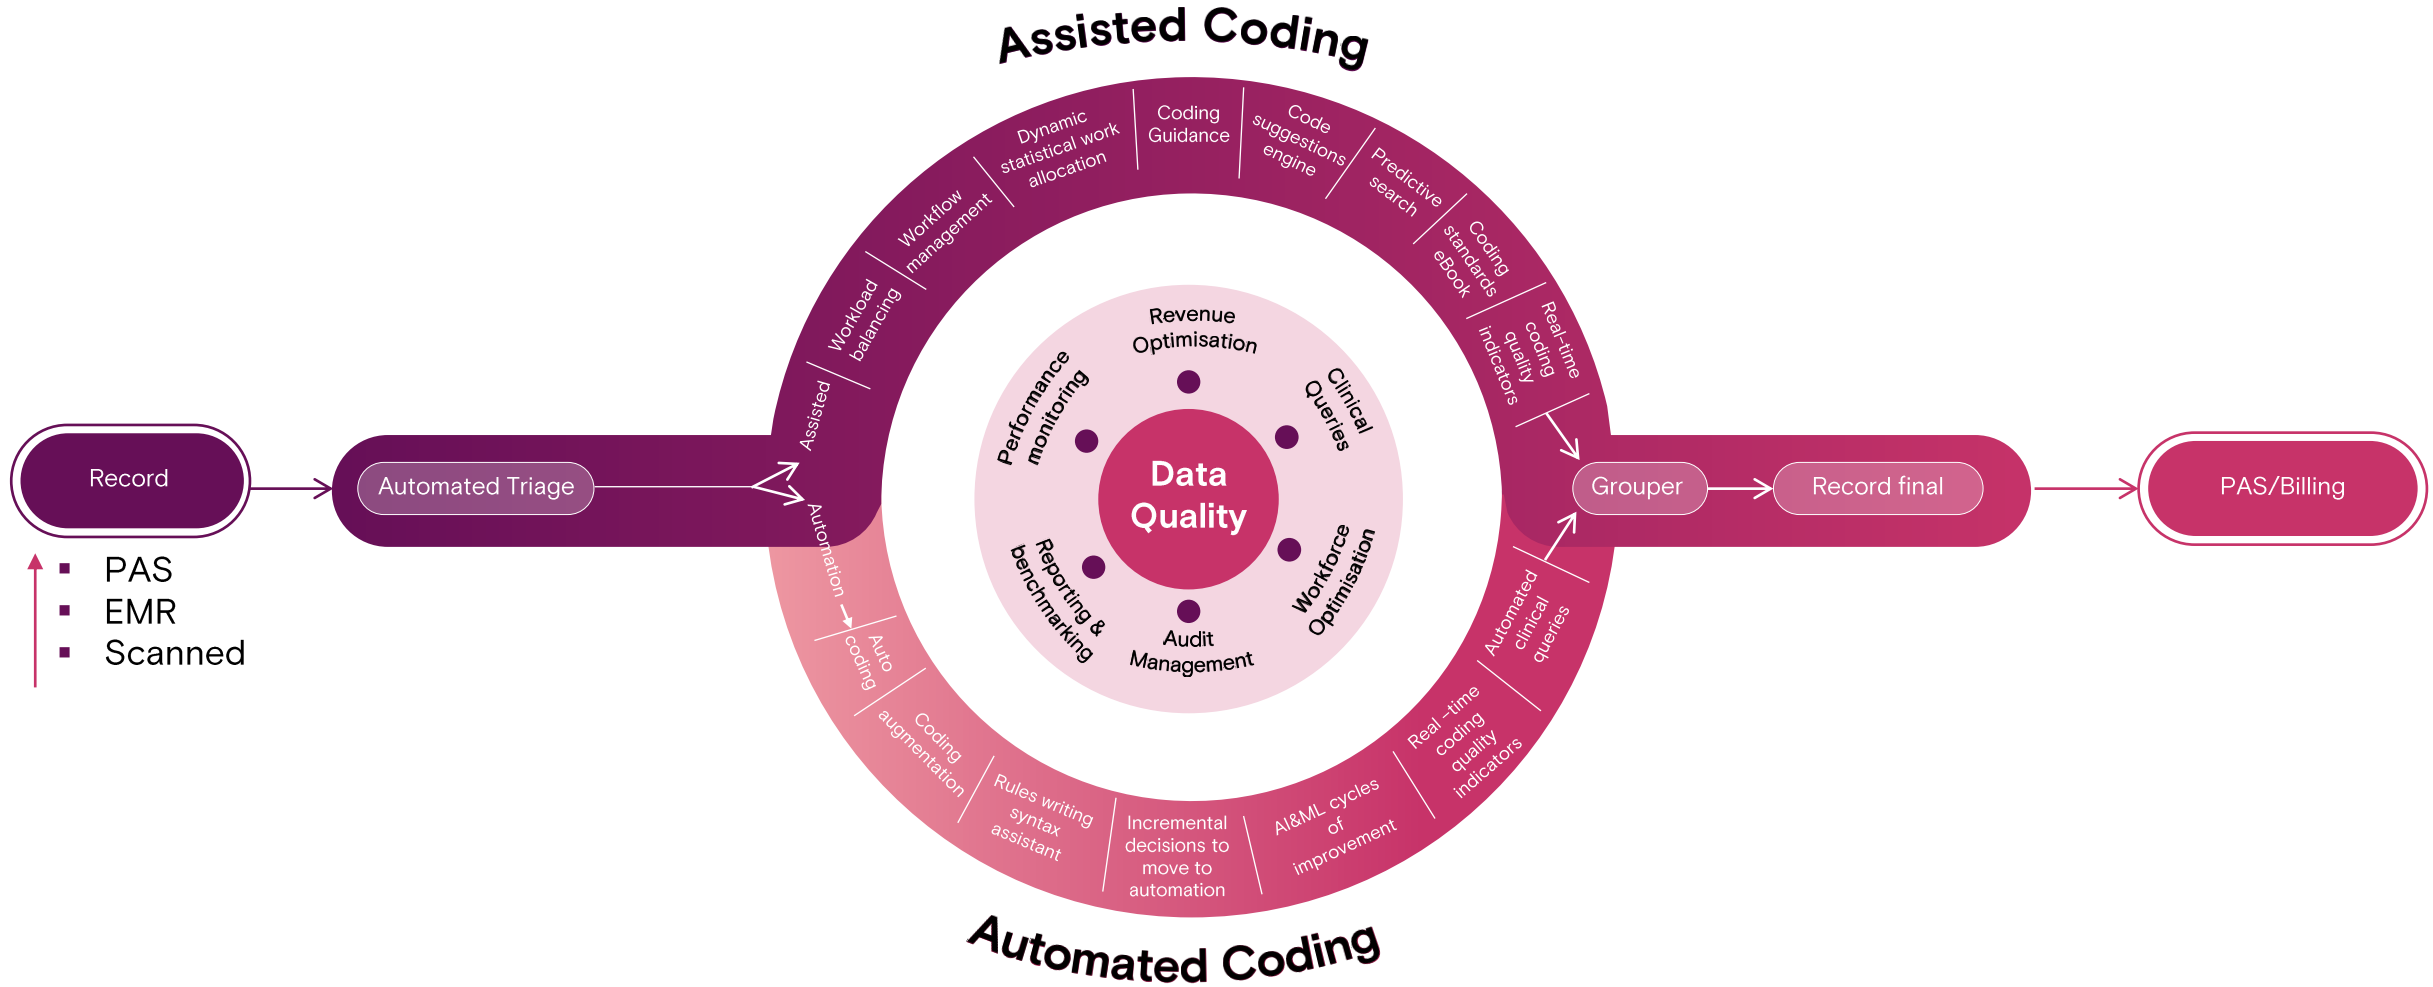 Assisted Coding
Record
PAS
EMR
Scanned
Automated Triage
Assisted
Workload
balancing
Workflow
management
Dynamic
statistical work
allocation
Coding
Guidance
Code
suggestions
engine
Predictive
search
Coding
standards
eBook
Real-time
coding
quality
indicators
Automation
Auto
coding
Coding
augmentation
Rules writing
syntax
assistant
Incremental
decisions to
move to
automation
AI&ML cycles
of
improvement
Real -time
coding
quality
indicators
Automated
clinical
queries
Revenue
Optimisation
Clinical
Queries
Workforce
Optimisation
Audit
Management
Reporting &
benchmarking
Performance
monitoring
Data
Quality
Grouper
Record final
PAS/Billing
Automated Coding